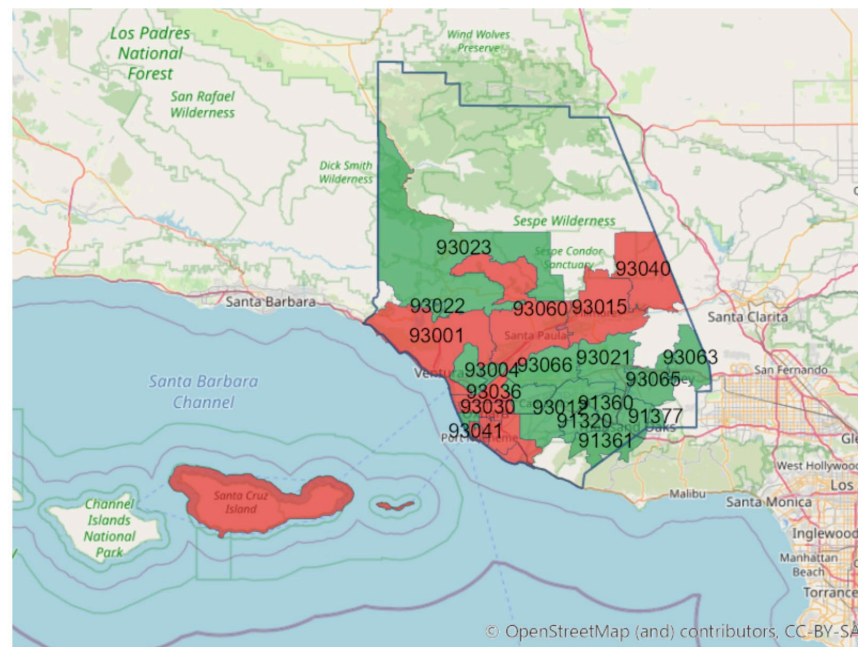 Los Padres
National
Forest
Wind Wolves
Preserve
San Rafael
Wilderness
Dick Smith
Wilderness
Sespe Wilderness
93023
Sespe Condor
Sanctuary
93040
Santa Barbara
93022
93060
93015
Santa Clarita
93001
Santa Paula
93021
93063
93004
93066
Santa Barbara
Channel
San Fernando
93065
93036
93030
93012
91360
91377
91320
93041
91361
West Hollywood
Los
Malibu
Santa Monica
Santa Cruz
Island
Channel
Islands
National
Park
Inglewood
Manhattan
Beach
Torrance
© OpenStreetMap (and) contributors, CC-BY-SA